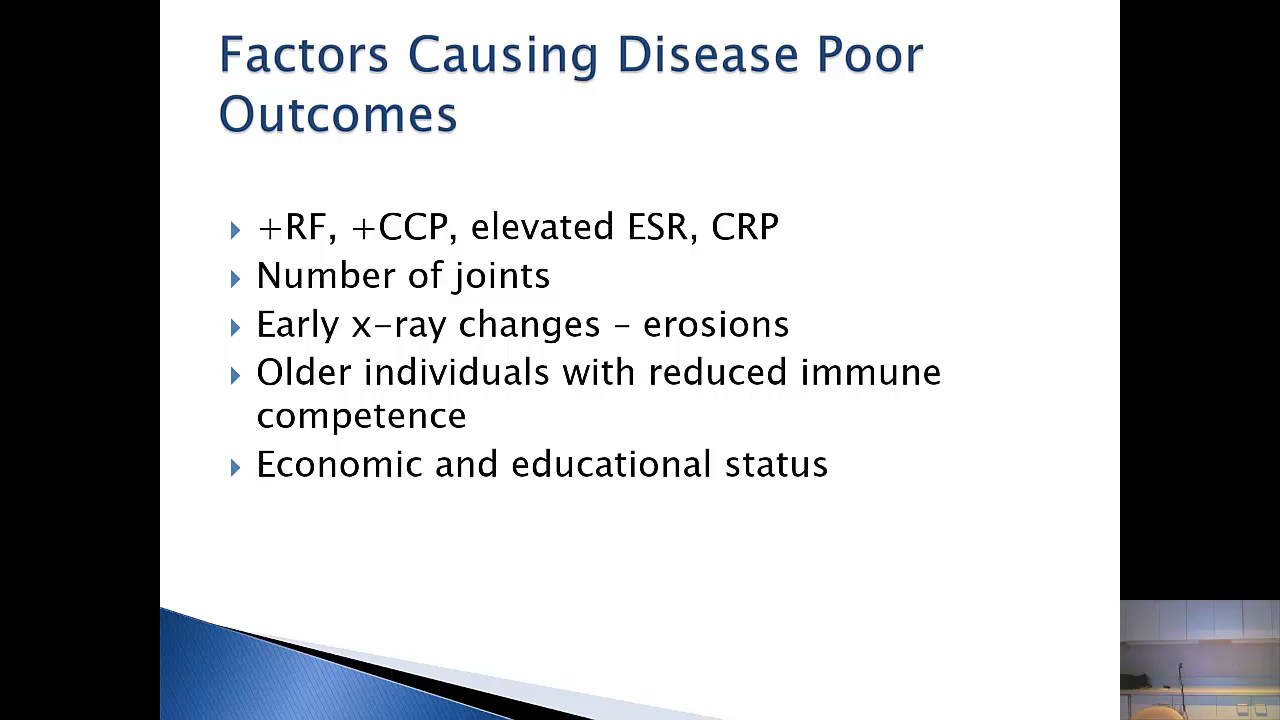 Factors Causing Disease Poor
Outcomes
+RF, +CCP, elevated ESR, CRP
Number of joints
Early x-ray changes – erosions
Older individuals with reduced immune
competence
Economic and educational status